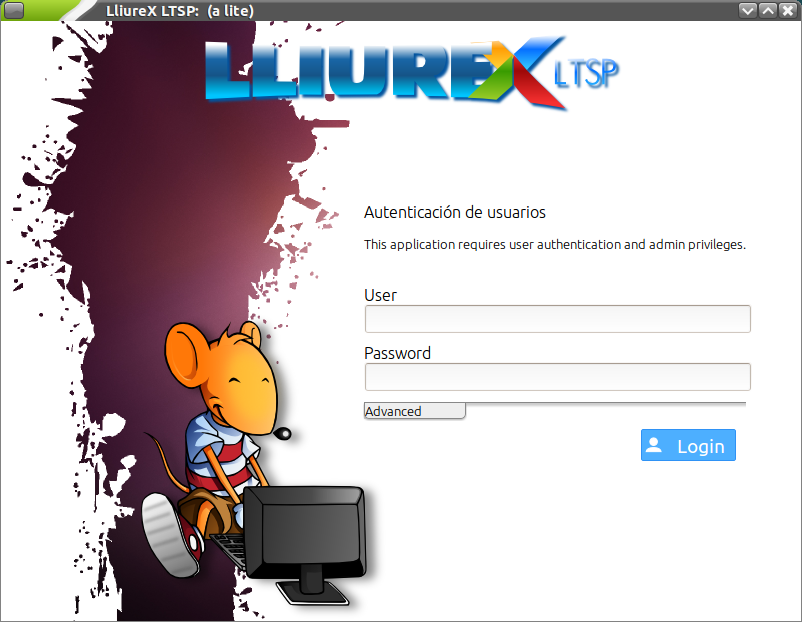 LliureX LTSP: (a lite)
LLIUREX LTSP
Autenticación de usuarios
This application requires user authentication and admin privileges.
User
Password
Advanced
Login